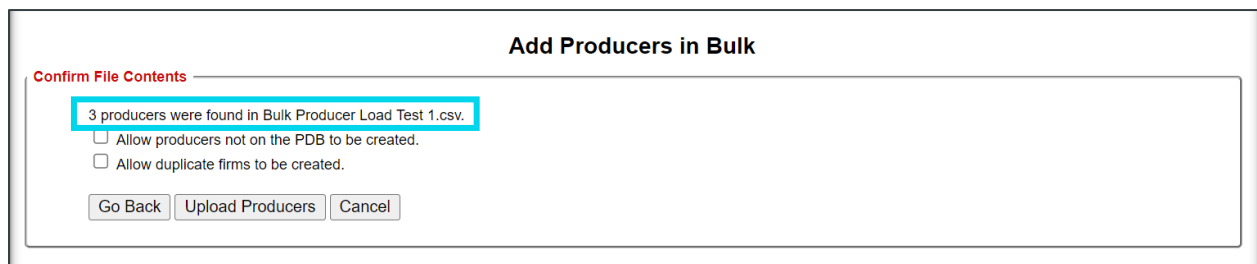 Add Producers in Bulk
Confirm File Contents
3 producers were found in Bulk Producer Load Test 1.csv.
Allow producers not on the PDB to be created.
Allow duplicate firms to be created.
Go Back Upload Producers Cancel